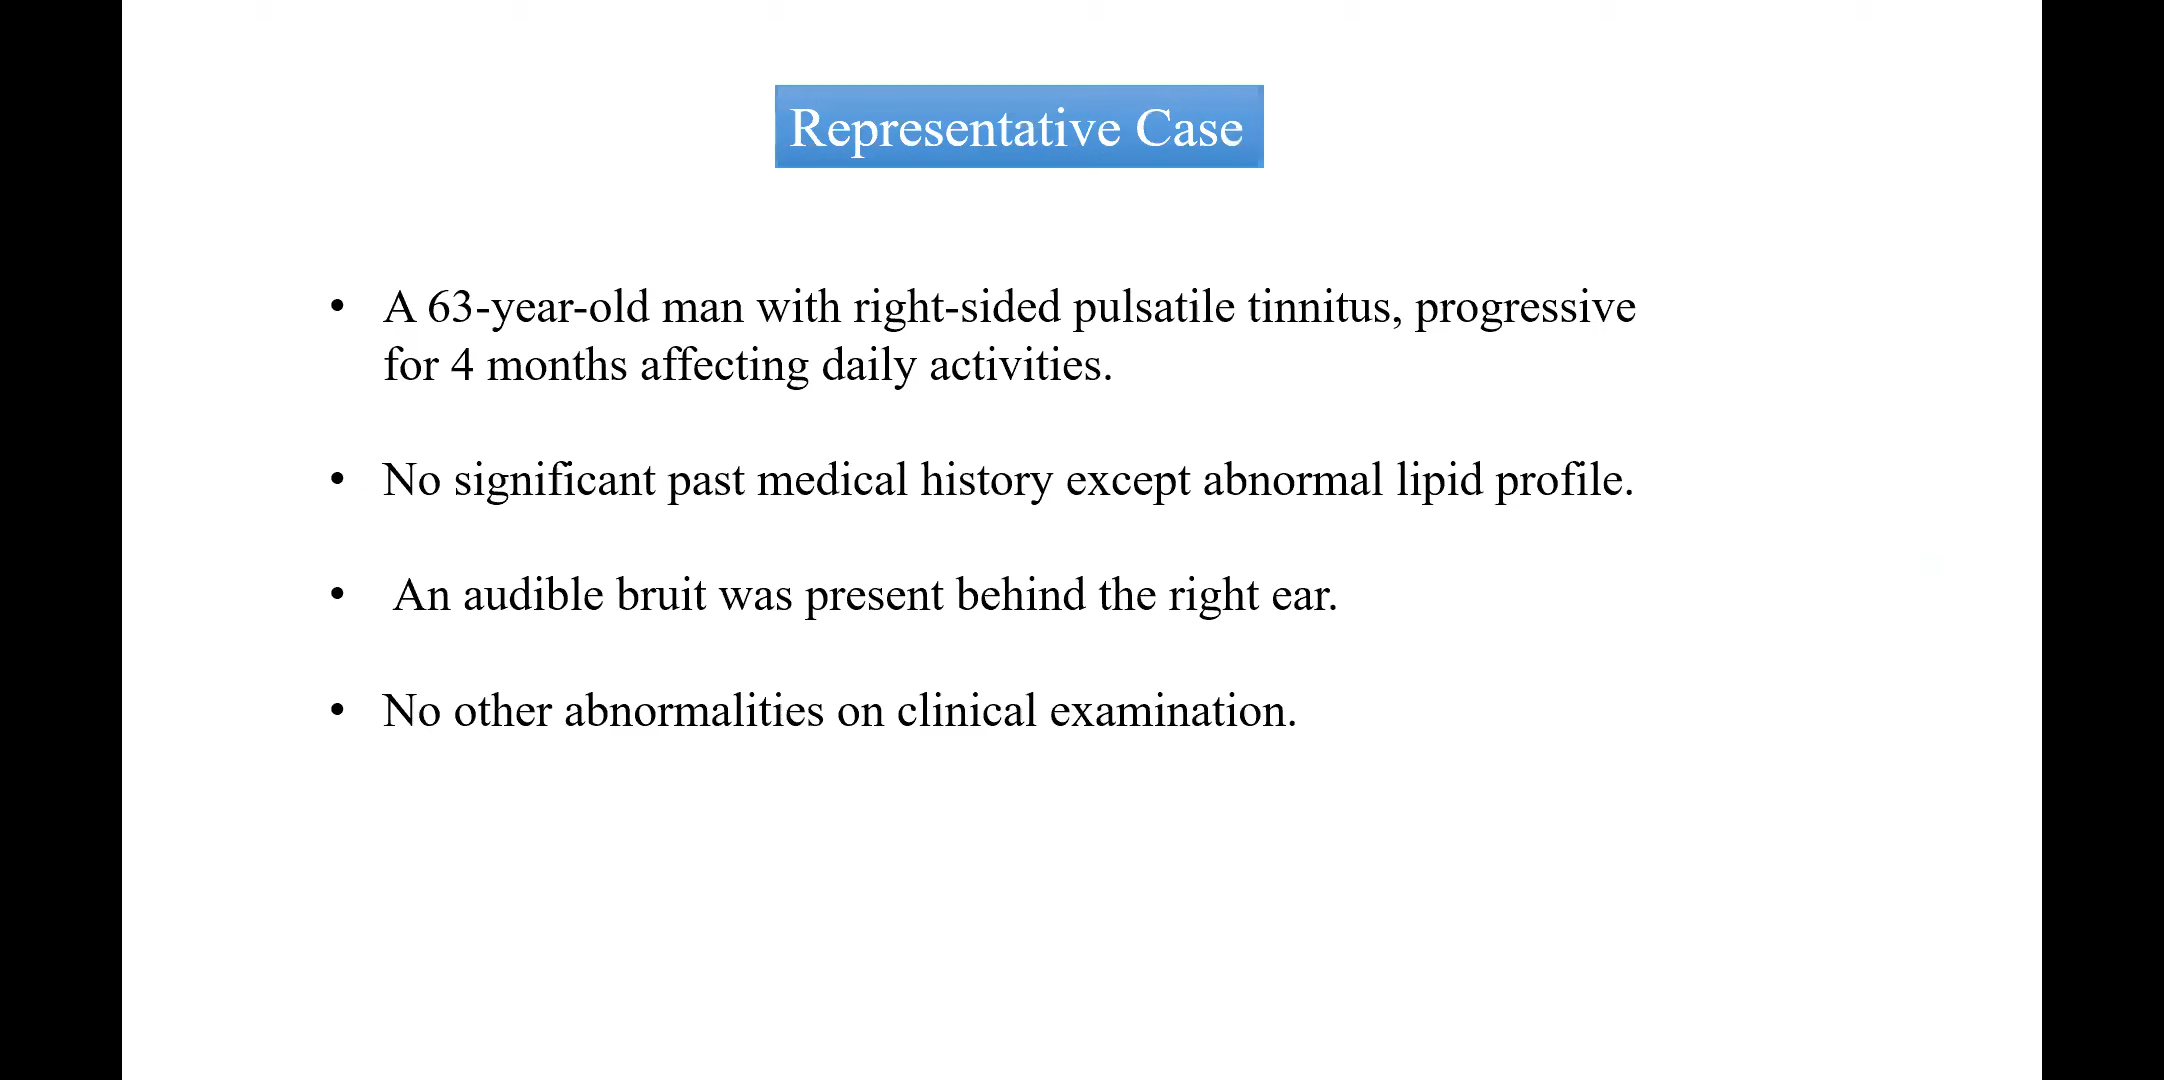 Representative Case
• A 63-year-old man with right-sided pulsatile tinnitus, progressive
for 4 months affecting daily activities.
• No significant past medical history except abnormal lipid profile.
• An audible bruit was present behind the right ear.
• No other abnormalities on clinical examination.